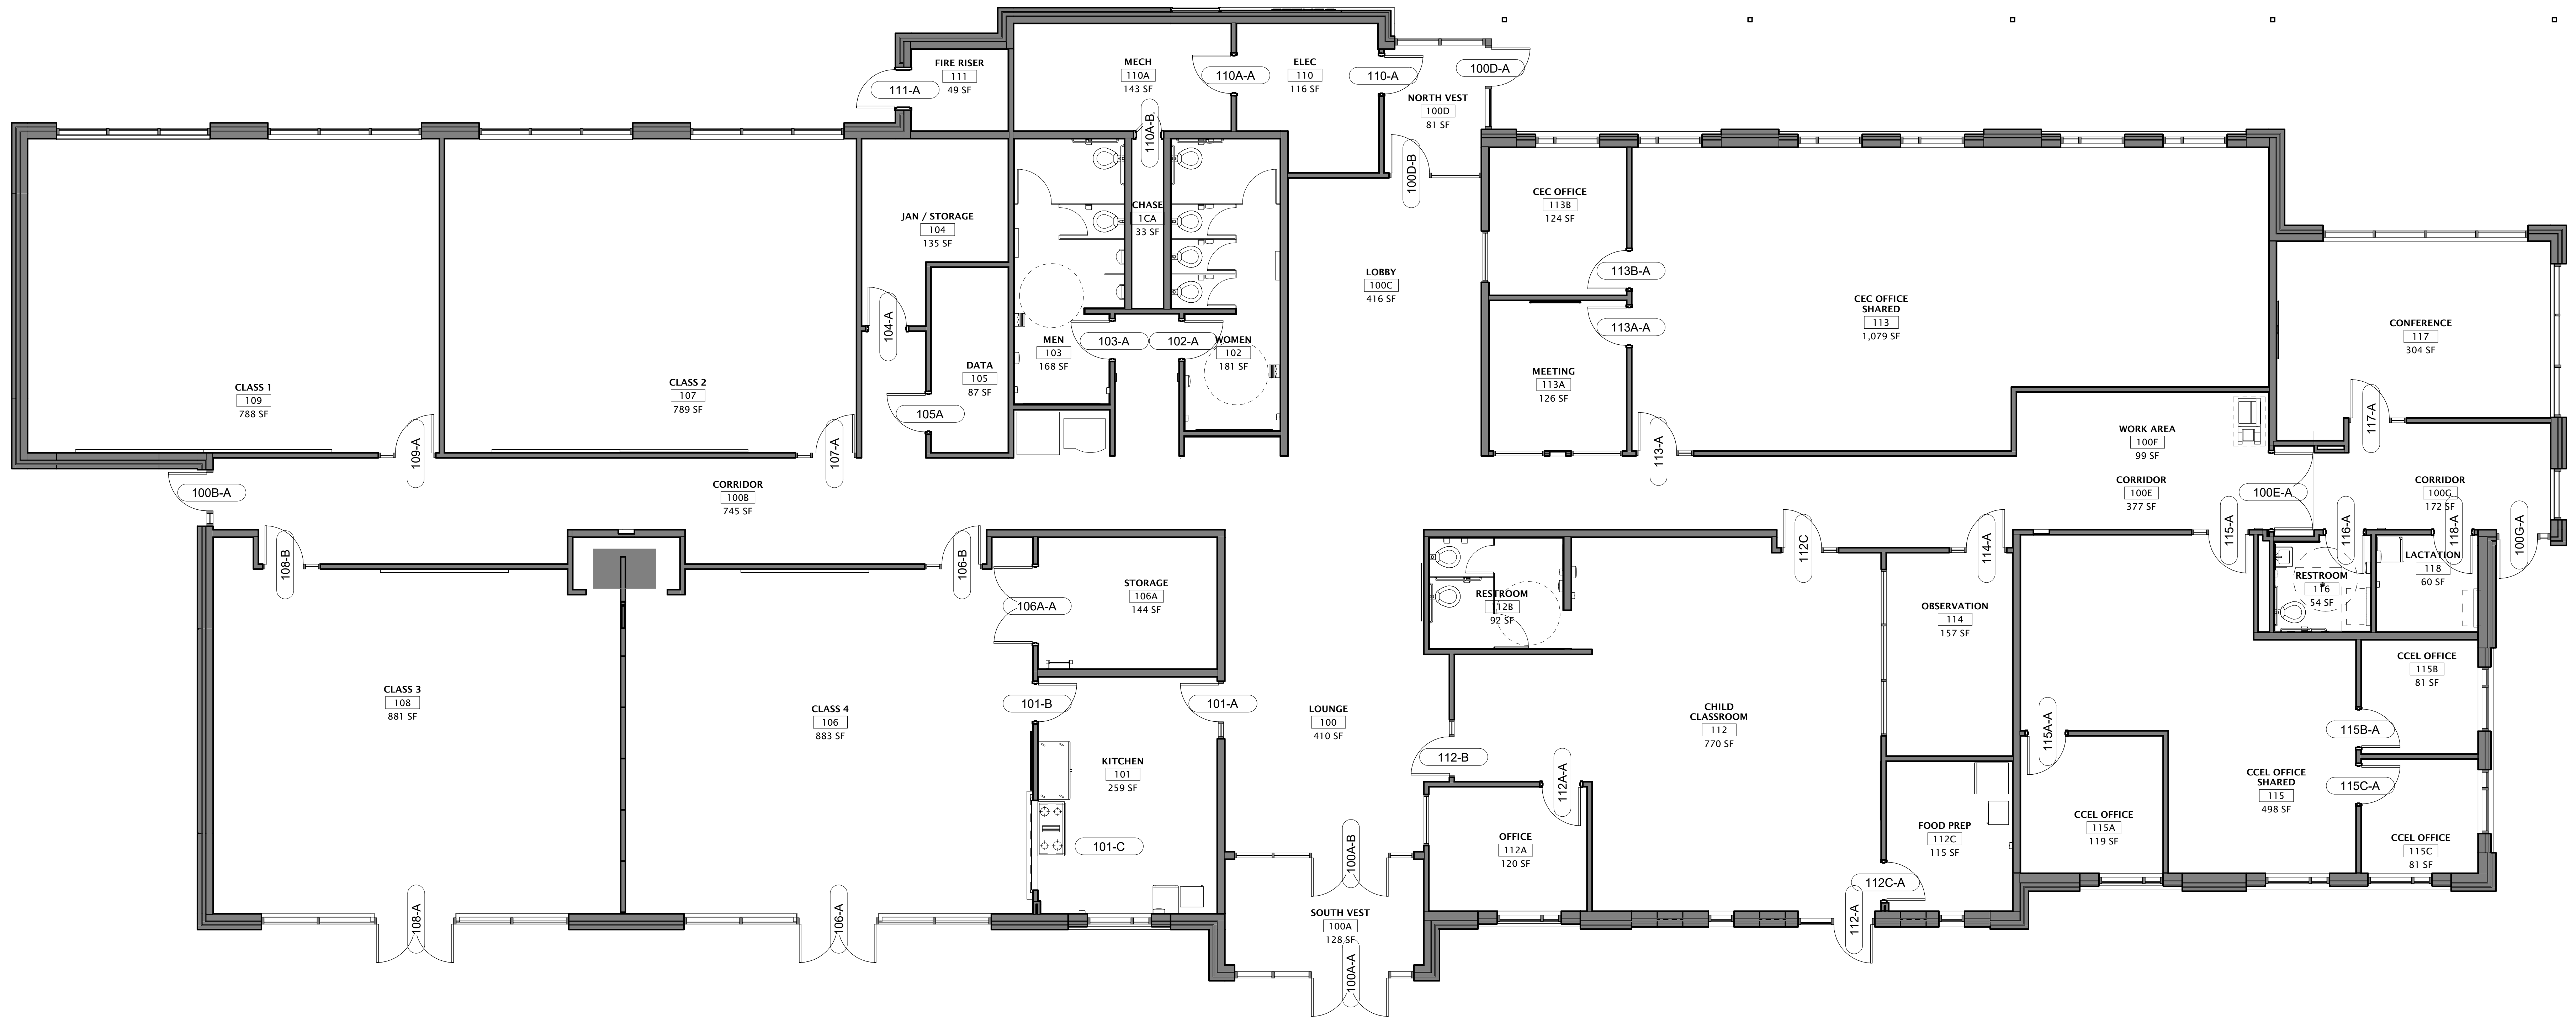 FIRE RISER
111
49 SF
111-A
MECH
110A
143 SF
110A-A
110A-B
ELEC
110
116 SF
110-A
NORTH VEST
100D
81 SF
100D-A
100D-B
CLASS 1
109
788 SF
109-A
CLASS 2
107
789 SF
107-A
JAN / STORAGE
104
135 SF
104-A
DATA
105
87 SF
105A
MEN
103
168 SF
103-A
CHASE
1CA
33 SF
WOMEN
102
181 SF
102-A
LOBBY
100C
416 SF
CEC OFFICE
113B
124 SF
113B-A
MEETING
113A
126 SF
113A-A
CEC OFFICE
SHARED
113
1,079 SF
113-A
CONFERENCE
117
304 SF
117-A
WORK AREA
100F
99 SF
CORRIDOR
100E
377 SF
100E-A
CORRIDOR
100G
172 SF
100G-A
100B-A
CORRIDOR
100B
745 SF
108-B
106-B
112C
114-A
115-A
116-A
118-A
STORAGE
106A
144 SF
106A-A
RESTROOM
112B
92 SF
OBSERVATION
114
157 SF
RESTROOM
116
54 SF
LACTATION
118
60 SF
CLASS 3
108
881 SF
108-A
CLASS 4
106
883 SF
106-A
101-B
101-A
KITCHEN
101
259 SF
101-C
LOUNGE
100
410 SF
112-B
CHILD
CLASSROOM
112
770 SF
112A-A
OFFICE
112A
120 SF
FOOD PREP
112C
115 SF
112C-A
112-A
115A-A
CCEL OFFICE
115A
119 SF
CCEL OFFICE
SHARED
115
498 SF
CCEL OFFICE
115B
81 SF
115B-A
CCEL OFFICE
115C
81 SF
115C-A
100A-B
SOUTH VEST
100A
128 SF
100A-A